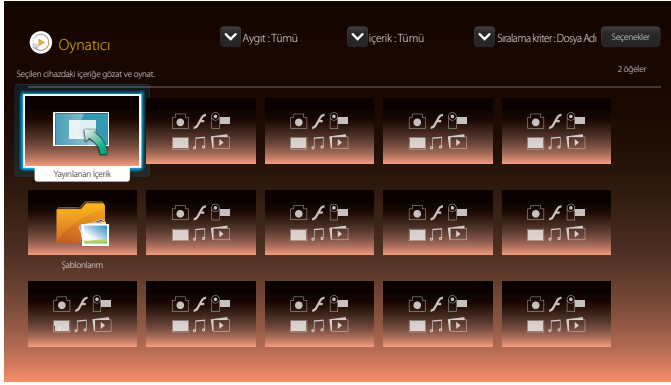 Oynatıcı
Aygıt : Tümü
içerik : Tümü
Sıralama kriter : Dosya Adı
Seçenekler
Seçilen cihazdaki içeriğe gözat ve oynat.
2 öğeler
Yayınlanan İçerik
Şablonlarım